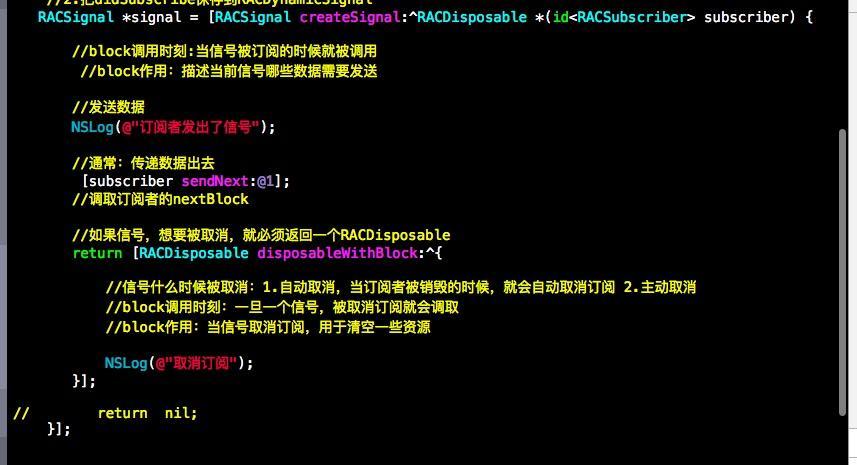 //2.把didSubscribe保存到RACDynamicSignal
RACSignal *signal = [RACSignal createSignal:^RACDisposable *(id<RACSubscriber> subscriber) {
//block调用时刻:当信号被订阅的时候就被调用
//block作用: 描述当前信号哪些数据需要发送
//发送数据
NSLog(@"订阅者发出了信号");
//通常: 传递数据出去
[subscriber sendNext:@1];
//调取订阅者的nextBlock
//如果信号, 想要被取消, 就必须返回一个RACDisposable
return [RACDisposable disposableWithBlock:^{
//信号什么时候被取消: 1.自动取消, 当订阅者被销毁的时候, 就会自动取消订阅 2.主动取消
//block调用时刻: 一旦一个信号, 被取消订阅就会调取
//block作用: 当信号取消订阅, 用于清空一些资源
NSLog(@"取消订阅");
}];
// return nil;
}];